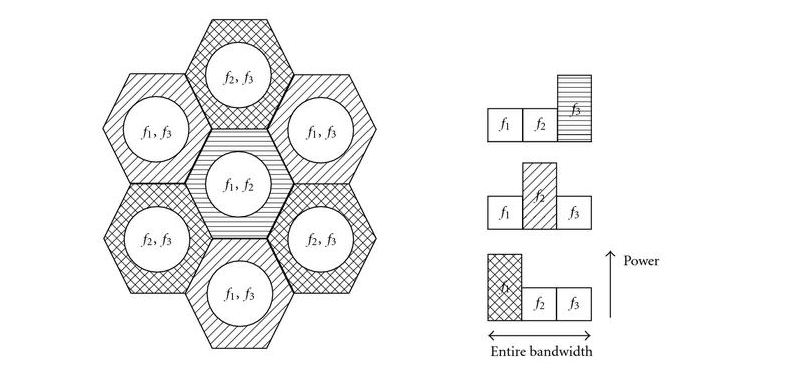 f2, f3
f1, f3
f1, f3
f1, f2
f2, f3
f2, f3
f1, f3
f1 f2 f3
f1 f2 f3
f1 f2 f3
Power
Entire bandwidth